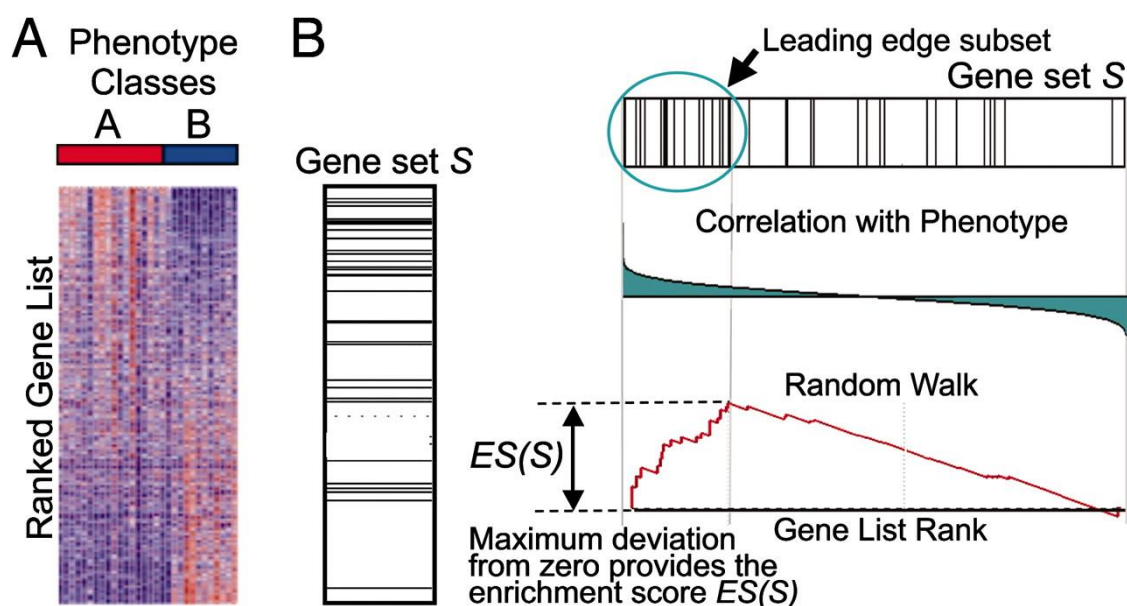 A
Phenotype
Classes
A B
Ranked Gene List
B
Gene set S
Leading edge subset
Gene set S
Correlation with Phenotype
Random Walk
ES(S)
Gene List Rank
Maximum deviation
from zero provides the
enrichment score ES(S)